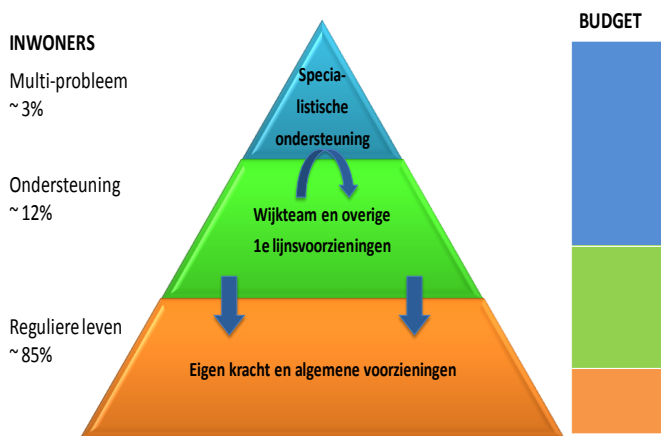 INWONERS
Multi-probleem
~ 3%
Ondersteuning
~ 12%
Reguliere leven
~ 85%
Specia-
listische
ondersteuning
Wijkteam en overige
1e lijnsvoorzieningen
Eigen kracht en algemene voorzieningen
BUDGET